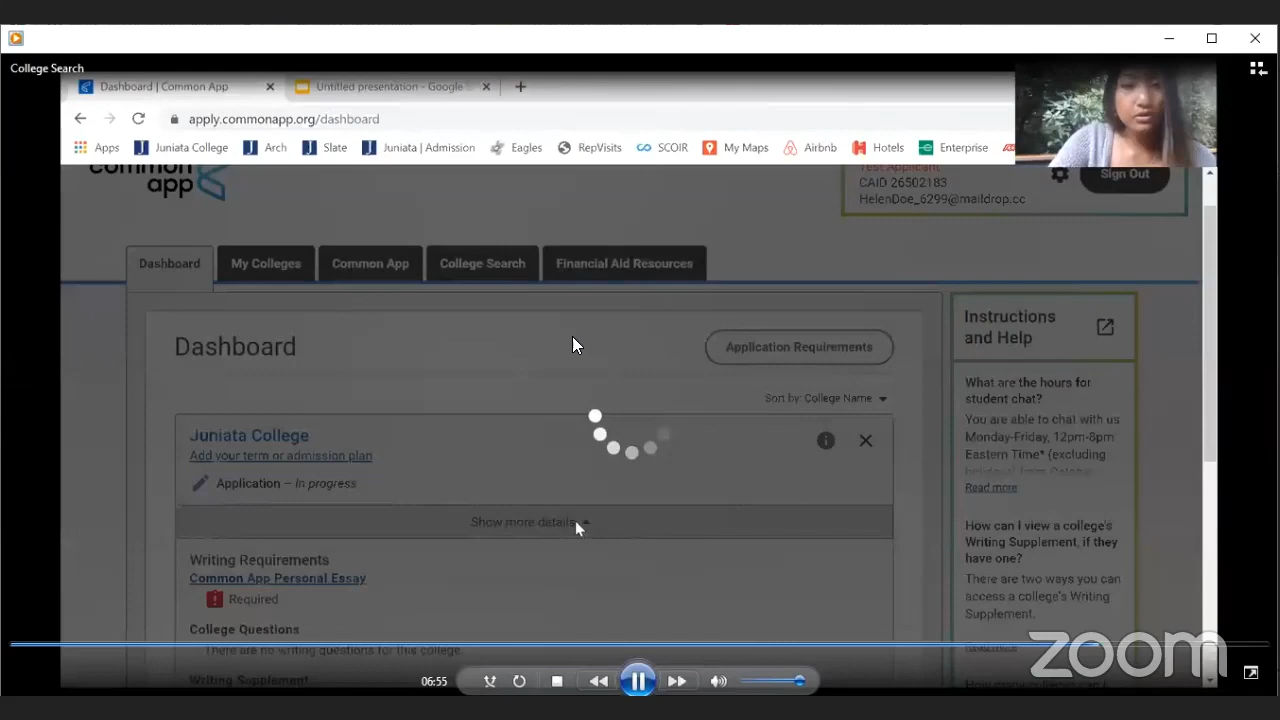 College Search
Dashboard | Common App
Untitled presentation - Google
apply.commonapp.org/dashboard
Apps
Juniata College
Arch
Slate
Juniata | Admission
Eagles
RepVisits
SCOIR
My Maps
Airbnb
Hotels
Enterprise
common
app
Test Applicant
CAID 26502183
HelenDoe_6299@maildrop.cc
Sign Out
Dashboard
My Colleges
Common App
College Search
Financial Aid Resources
Dashboard
Application Requirements
Sort by: College Name
Juniata College
Add your term or admission plan
Application – In progress
Show more details
Writing Requirements
Common App Personal Essay
Required
College Questions
There are no writing questions for this college.
Writing Supplement
Instructions
and Help
What are the hours for
student chat?
You are able to chat with us
Monday-Friday, 12pm-8pm
Eastern Time* (excluding
Read more
How can I view a college's
Writing Supplement, if they
have one?
There are two ways you can
access a college's Writing
Supplement.
06:55
zoom